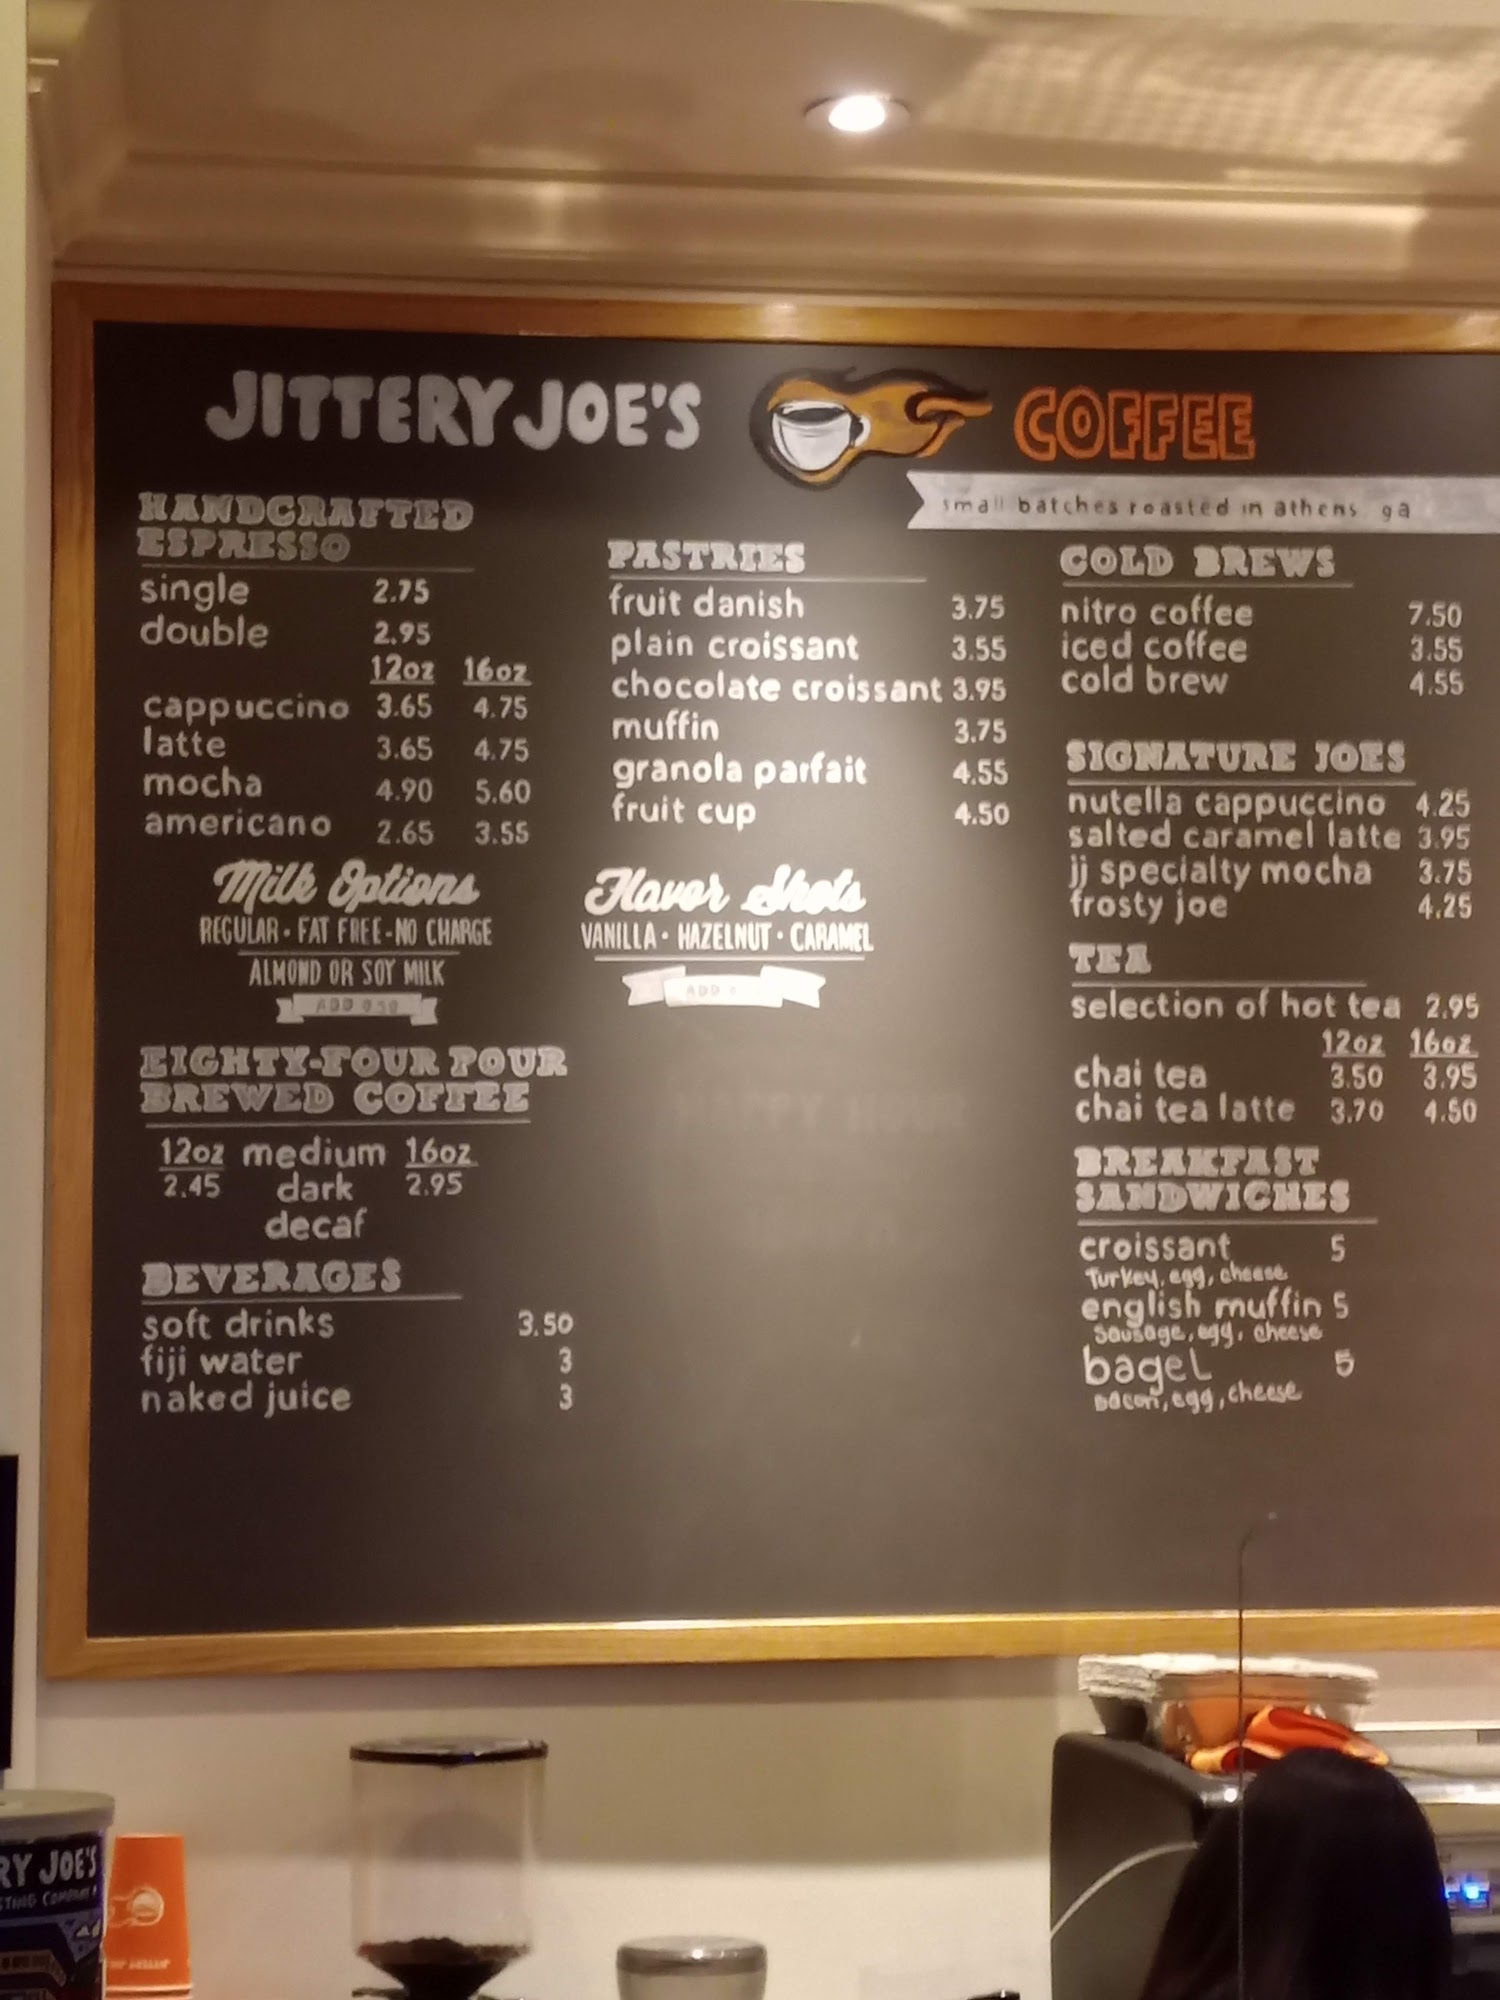 JITTERY JOE'S COFFEE
small batches roasted in athens ga
HANDCRAFTED
ESPRESSO
single 2.75
double 2.95
12oz 16oz
cappuccino 3.65 4.75
latte 3.65 4.75
mocha 4.90 5.60
americano 2.65 3.55
Milk Options
REGULAR • FAT FREE - NO CHARGE
ALMOND OR SOY MILK
ADD 0.50
EIGHTY-FOUR POUR
BREWED COFFEE
12oz medium 16oz
2.45 dark 2.95
decaf
BEVERAGES
soft drinks 3.50
fiji water 3
naked juice 3
PASTRIES
fruit danish 3.75
plain croissant 3.55
chocolate croissant 3.95
muffin 3.75
granola parfait 4.55
fruit cup 4.50
Flavor Shots
VANILLA • HAZELNUT • CARAMEL
ADD
COLD BREWS
nitro coffee 7.50
iced coffee 3.55
cold brew 4.55
SIGNATURE JOES
nutella cappuccino 4.25
salted caramel latte 3.95
jj specialty mocha 3.75
frosty joe 4.25
TEA
selection of hot tea 2.95
12oz 16oz
chai tea 3.50 3.95
chai tea latte 3.70 4.50
BREAKFAST
SANDWICHES
croissant 5
Turkey, egg, cheese
english muffin 5
Sausage, egg, cheese
bagel 5
Bacon, egg, cheese
RY JOE'S